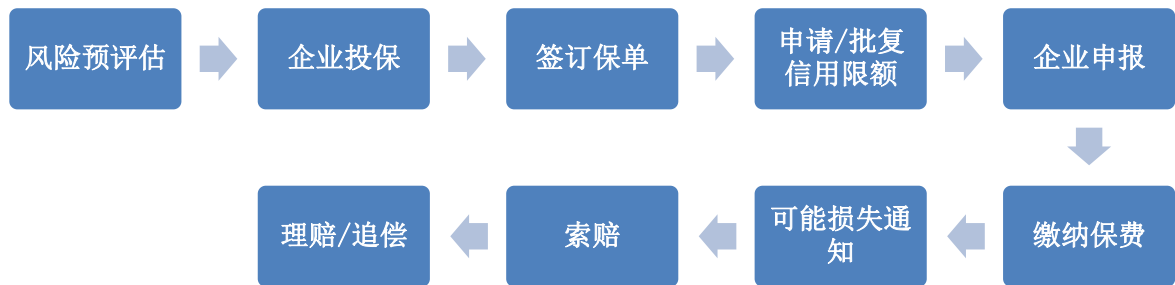 风险预评估
企业投保
签订保单
申请/批复
信用限额
企业申报
缴纳保费
可能损失通
知
索赔
理赔/追偿